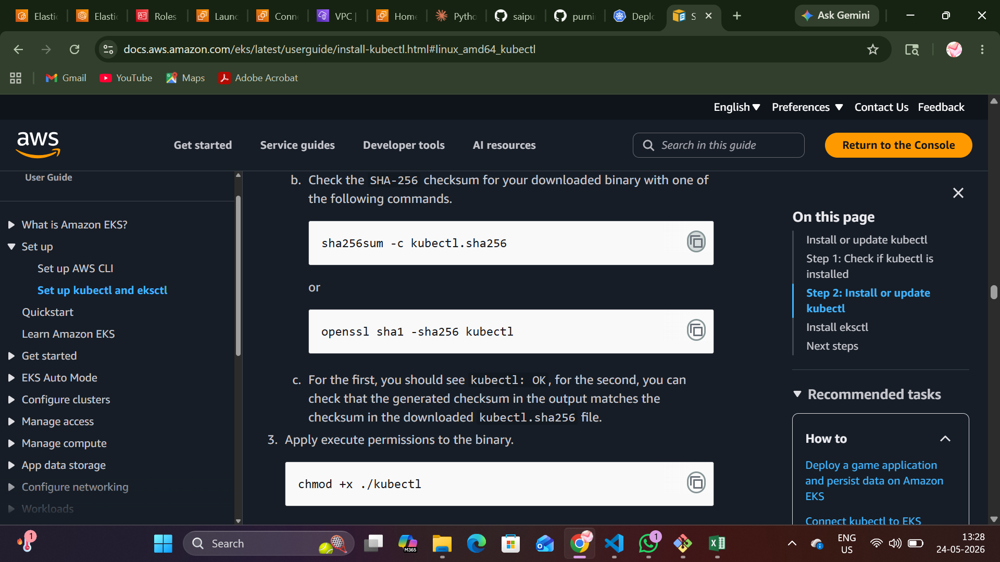 Elastic
Elastic
Roles
Laun
Conn
VPC |
Home
Pytho
saipu
purni
Deplo
S
Ask Gemini
docs.aws.amazon.com/eks/latest/userguide/install-kubectl.html#linux_amd64_kubectl
Gmail
YouTube
Maps
Adobe Acrobat
English
Preferences
Contact Us
Feedback
aws
Get started
Service guides
Developer tools
AI resources
Search in this guide
Return to the Console
User Guide
What is Amazon EKS?
Set up
Set up AWS CLI
Set up kubectl and eksctl
Quickstart
Learn Amazon EKS
Get started
EKS Auto Mode
Configure clusters
Manage access
Manage compute
App data storage
Configure networking
Workloads
b. Check the SHA-256 checksum for your downloaded binary with one of
the following commands.
sha256sum -c kubectl.sha256
or
openssl sha1 -sha256 kubectl
c. For the first, you should see kubectl: OK, for the second, you can
check that the generated checksum in the output matches the
checksum in the downloaded kubectl.sha256 file.
3. Apply execute permissions to the binary.
chmod +x ./kubectl
On this page
Install or update kubectl
Step 1: Check if kubectl is
installed
Step 2: Install or update
kubectl
Install eksctl
Next steps
Recommended tasks
How to
Deploy a game application
and persist data on Amazon
EKS
Connect kubectl to EKS
1
Search
M365
1
ENG
US
13:28
24-05-2026